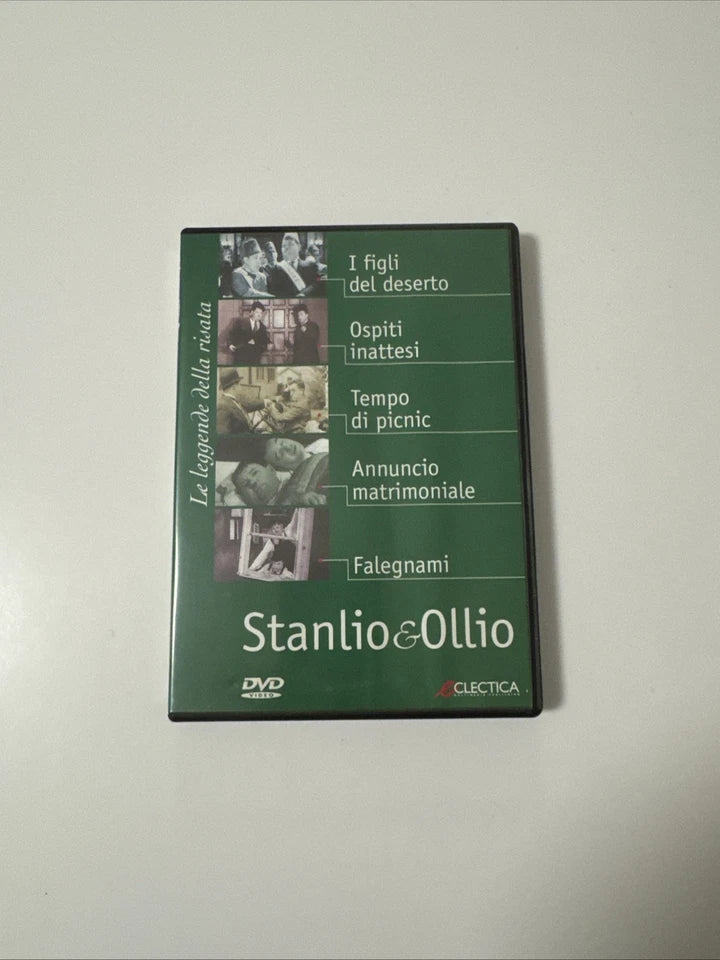 Le leggende della risata
I figli
del deserto
Ospiti
inattesi
Tempo
di picnic
Annuncio
matrimoniale
Falegnami
Stanlio&Ollio
DVD
VIDEO
eCLECTICA